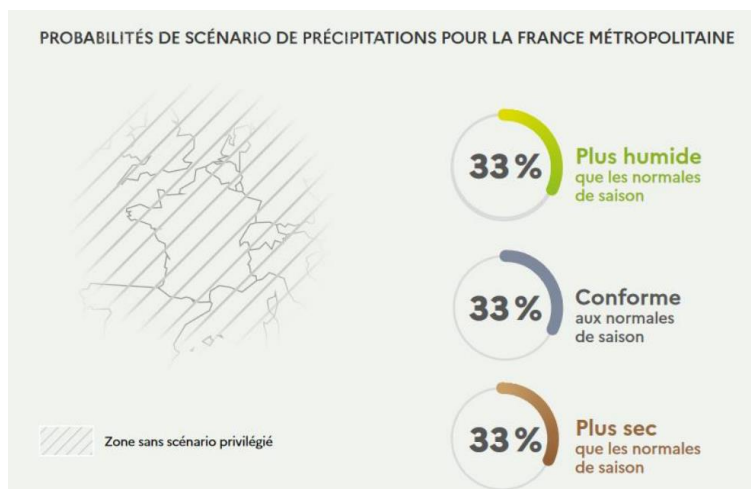 PROBABILITÉS DE SCÉNARIO DE PRÉCIPITATIONS POUR LA FRANCE MÉTROPOLITAINE
33 %
Plus humide
que les normales
de saison
33 %
Conforme
aux normales
de saison
33 %
Plus sec
que les normales
de saison
Zone sans scénario privilégié